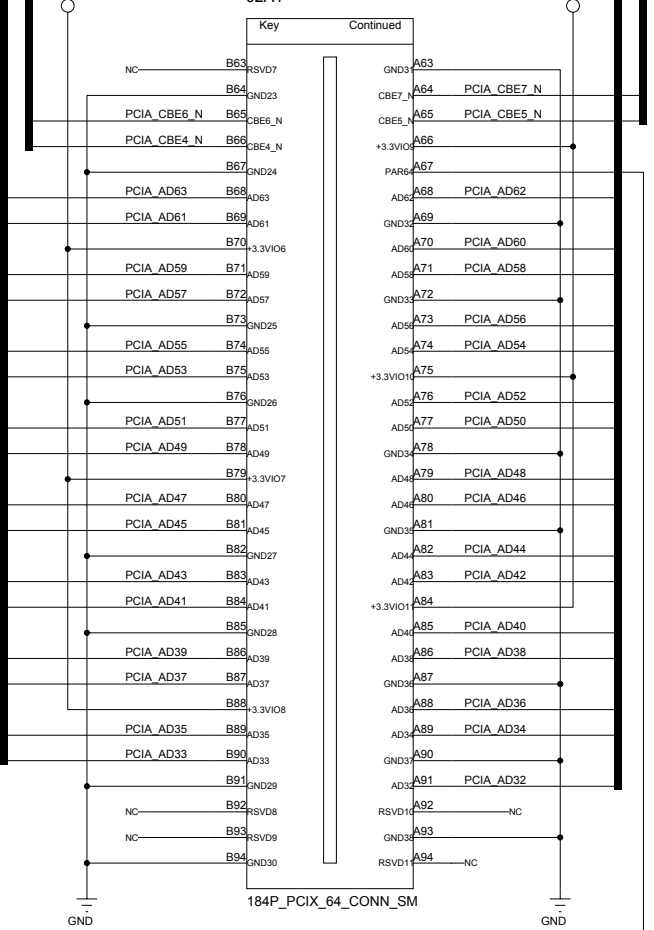 Key Continued
NC B63 RSVD7 GND31 A63
B64 GND23 CBE7_N A64 PCIA_CBE7_N
PCIA_CBE6_N B65 CBE6_N CBE5_N A65 PCIA_CBE5_N
PCIA_CBE4_N B66 CBE4_N +3.3VIO9 A66
B67 GND24 PAR64 A67
PCIA_AD63 B68 AD63 AD62 A68 PCIA_AD62
PCIA_AD61 B69 AD61 GND32 A69
B70 +3.3VIO6 AD60 A70 PCIA_AD60
PCIA_AD59 B71 AD59 AD58 A71 PCIA_AD58
PCIA_AD57 B72 AD57 GND33 A72
B73 GND25 AD56 A73 PCIA_AD56
PCIA_AD55 B74 AD55 AD54 A74 PCIA_AD54
PCIA_AD53 B75 AD53 +3.3VIO10 A75
B76 GND26 AD52 A76 PCIA_AD52
PCIA_AD51 B77 AD51 AD50 A77 PCIA_AD50
PCIA_AD49 B78 AD49 GND34 A78
B79 +3.3VIO7 AD48 A79 PCIA_AD48
PCIA_AD47 B80 AD47 AD46 A80 PCIA_AD46
PCIA_AD45 B81 AD45 GND35 A81
B82 GND27 AD44 A82 PCIA_AD44
PCIA_AD43 B83 AD43 AD42 A83 PCIA_AD42
PCIA_AD41 B84 AD41 +3.3VIO11 A84
B85 GND28 AD40 A85 PCIA_AD40
PCIA_AD39 B86 AD39 AD38 A86 PCIA_AD38
PCIA_AD37 B87 AD37 GND36 A87
B88 +3.3VIO8 AD36 A88 PCIA_AD36
PCIA_AD35 B89 AD35 AD34 A89 PCIA_AD34
PCIA_AD33 B90 AD33 GND37 A90
B91 GND29 AD32 A91 PCIA_AD32
NC B92 RSVD8 RSVD10 A92 NC
NC B93 RSVD9 GND38 A93
B94 GND30 RSVD11 A94 NC
184P_PCIX_64_CONN_SM
GND GND